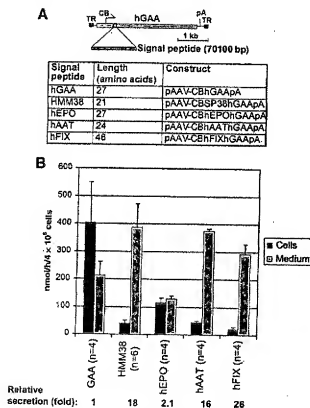 A
TR
CB
hGAA
pA
TR
1 kb
Signal peptide (70100 bp)
Signal peptide Length (amino acids) Construct
hGAA 27 pAAV-CBhGAApA
HMM38 21 pAAV-CBSP38hGAApA
hEPO 27 pAAV-CBhEPOhGAApA
hAAT 24 pAAV-CBhAAThGAApA.
hFIX 46 pAAV-CBhFIXhGAApA.
B
nmol/h/4 × 10⁵ cells
600
500
400
300
200
100
0
Cells
Medium
GAA (n=4)
HMM38 (n=6)
hEPO (n=4)
hAAT (n=4)
hFIX (n=4)
Relative secretion (fold): 1 18 2.1 16 26